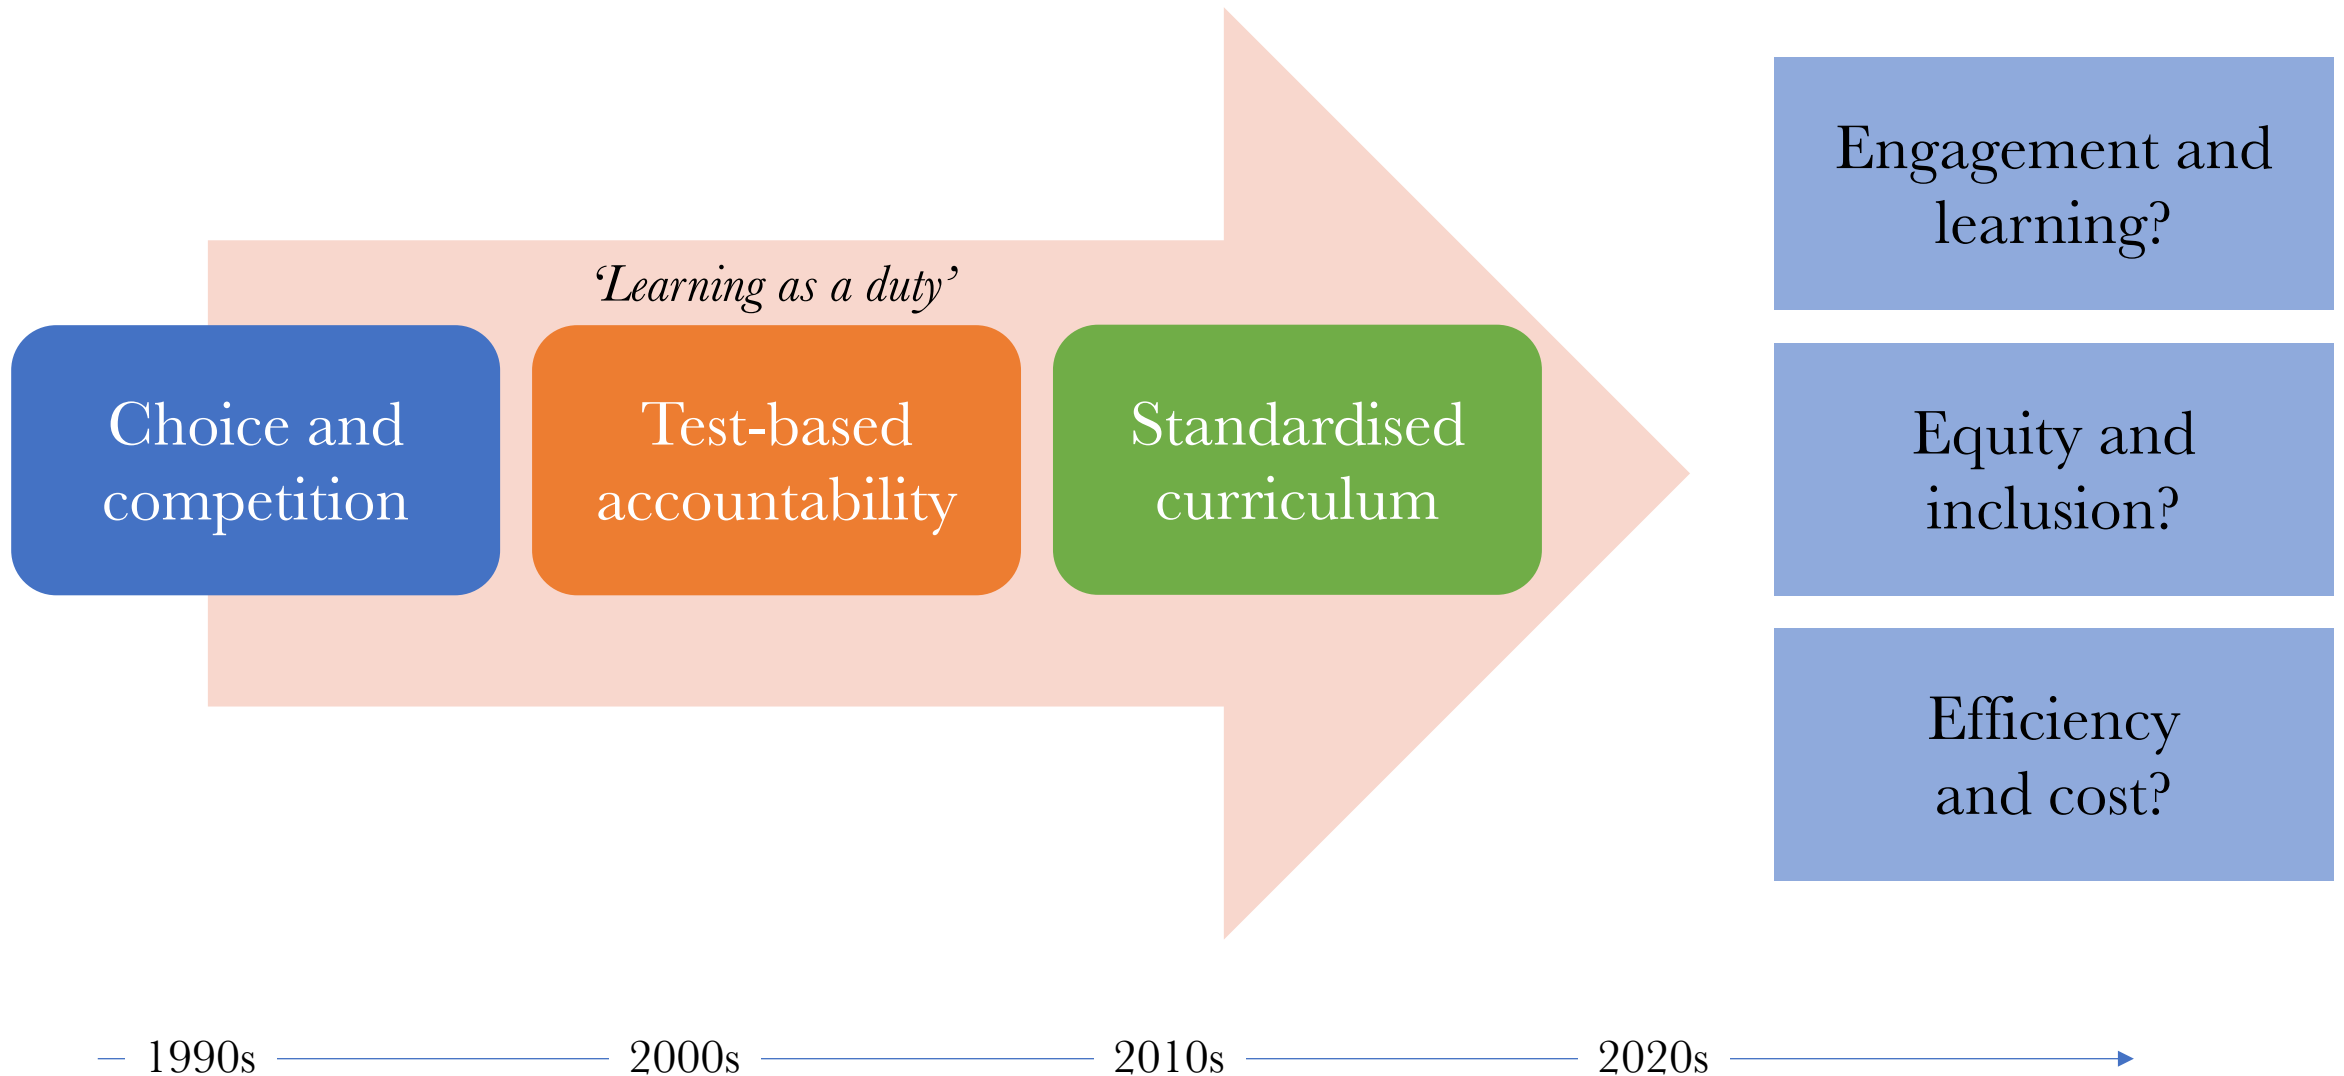 ‘Learning as a duty’
Choice and
competition
Test-based
accountability
Standardised
curriculum
Engagement and
learning?
Equity and
inclusion?
Efficiency
and cost?
1990s
2000s
2010s
2020s